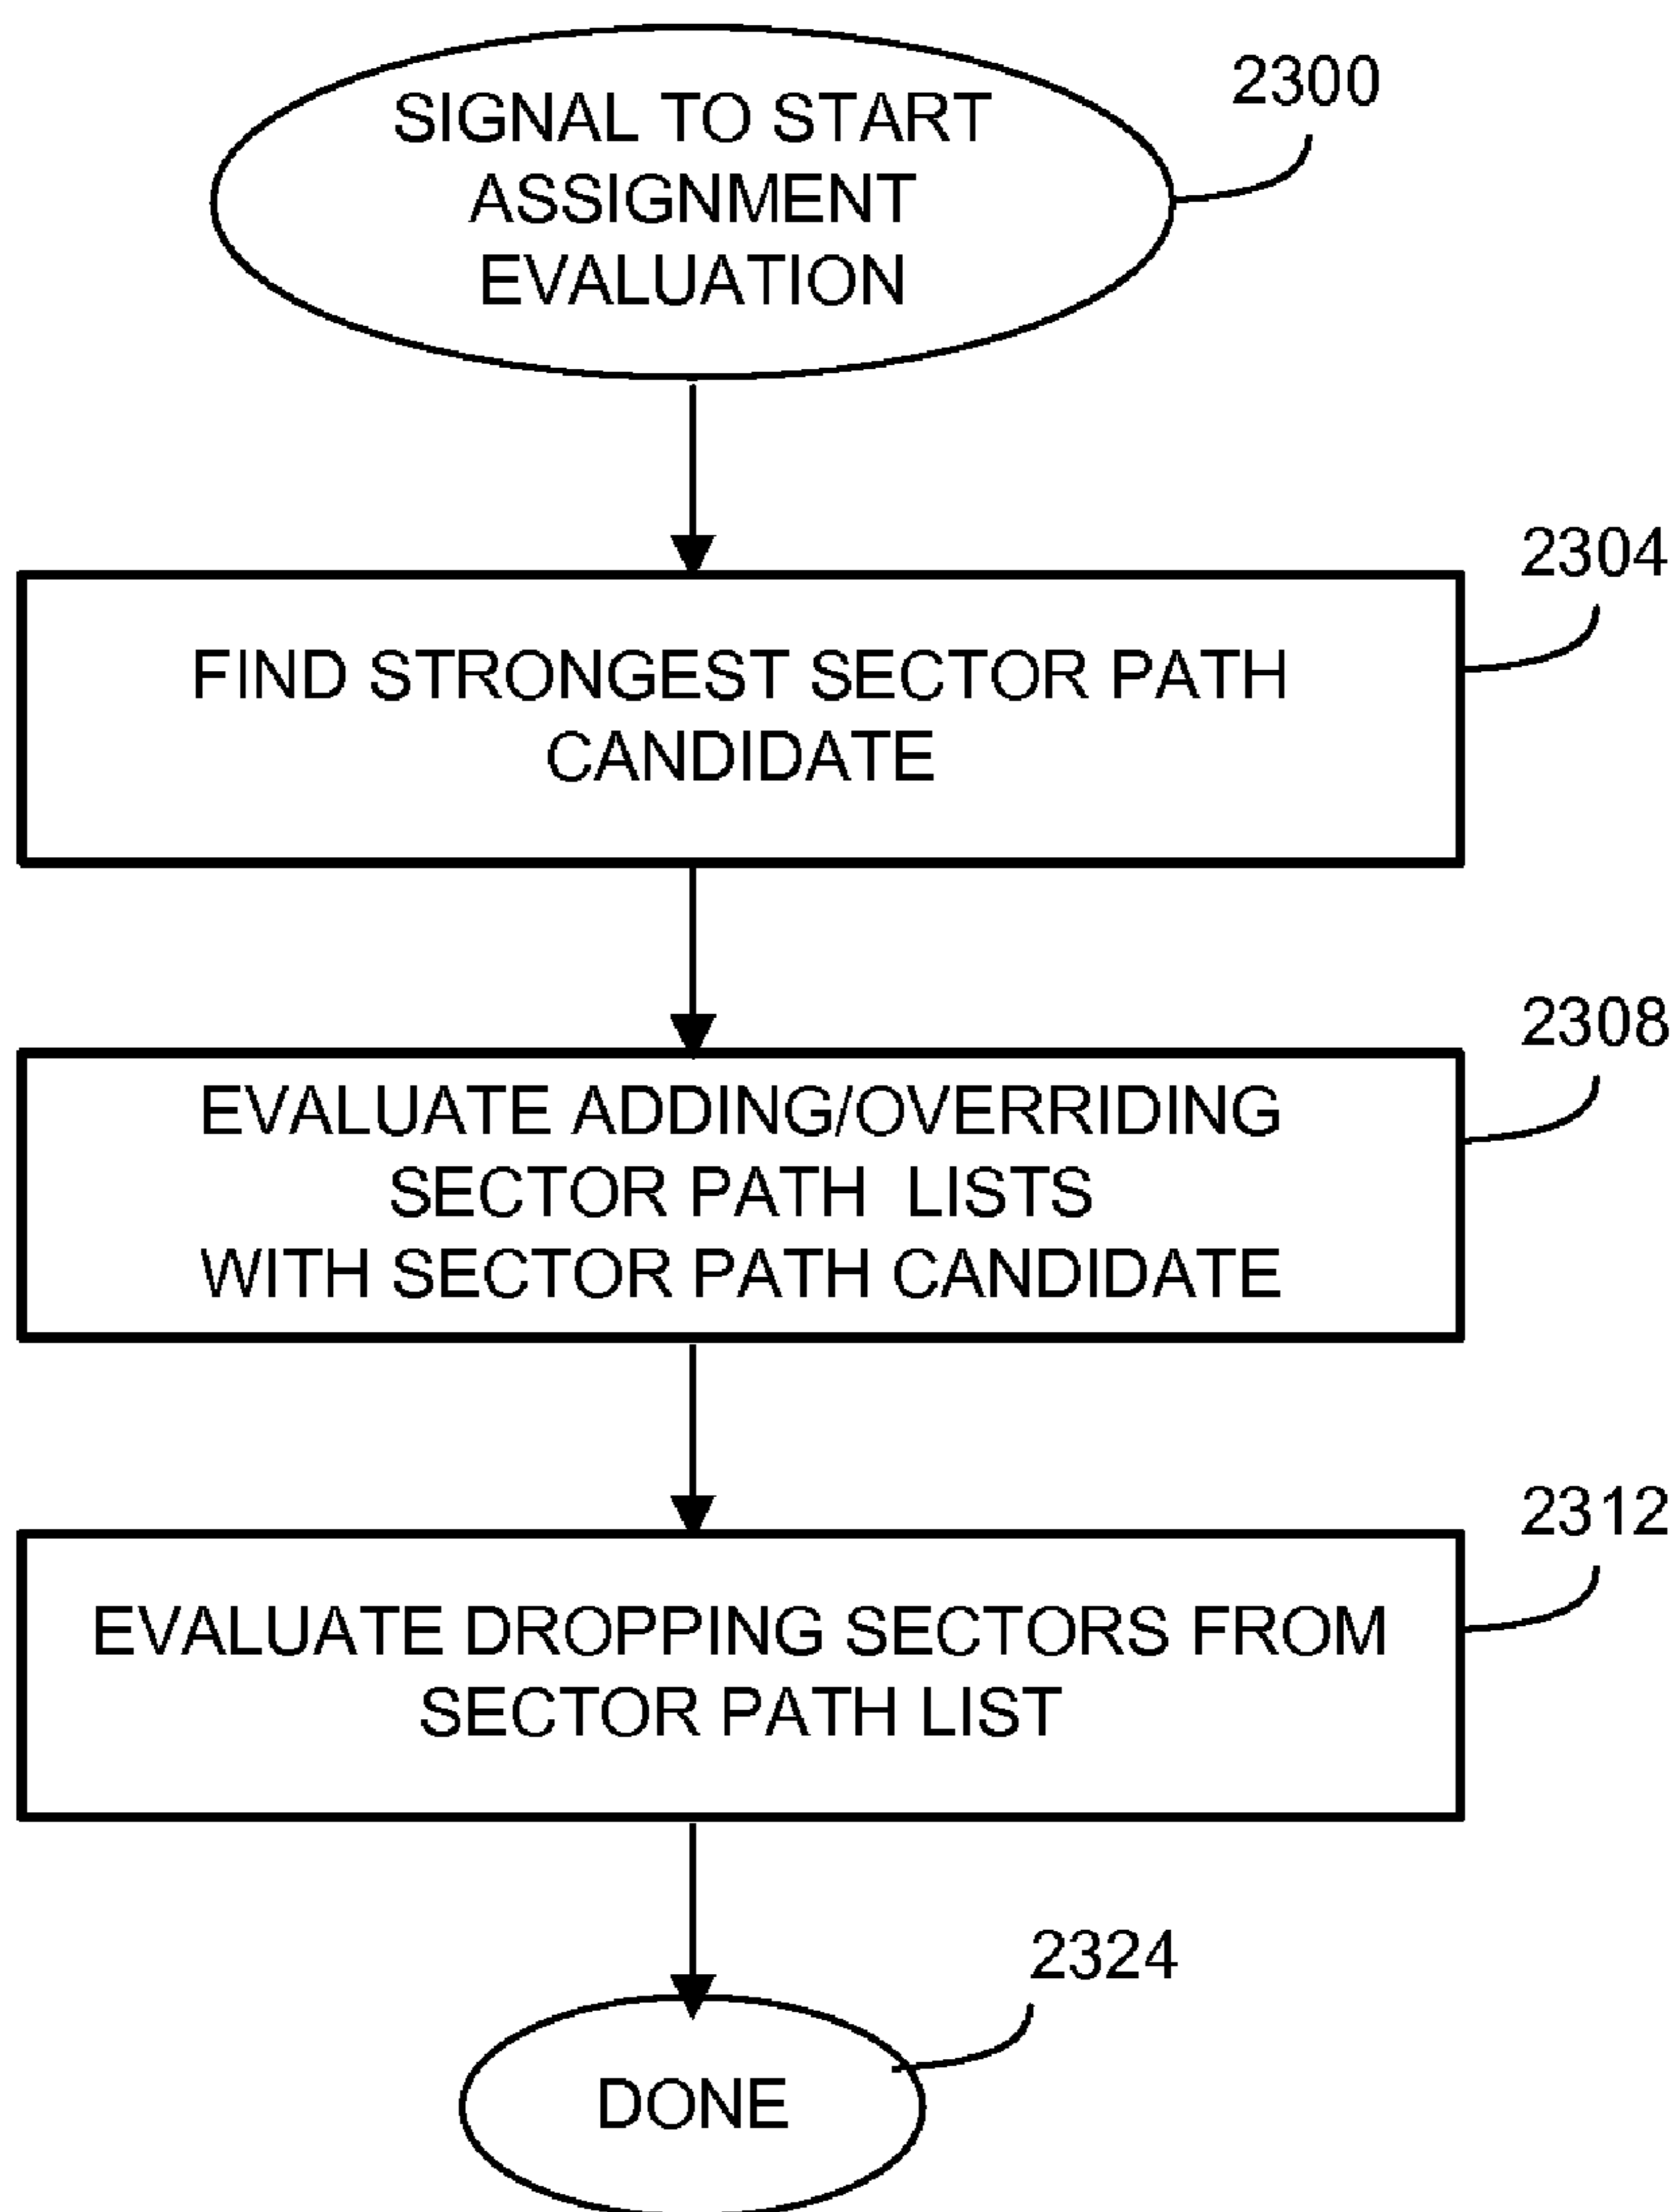 2300
SIGNAL TO START
ASSIGNMENT
EVALUATION
2304
FIND STRONGEST SECTOR PATH
CANDIDATE
2308
EVALUATE ADDING/OVERRIDING
SECTOR PATH LISTS
WITH SECTOR PATH CANDIDATE
2312
EVALUATE DROPPING SECTORS FROM
SECTOR PATH LIST
2324
DONE